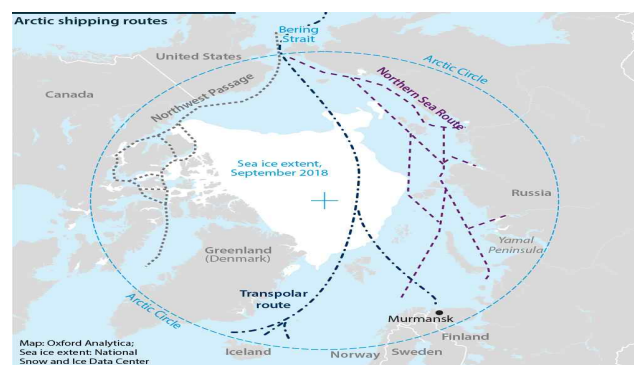 Arctic shipping routes
Bering
Strait
United States
Arctic Circle
Canada
Northwest Passage
Northern Sea Route
Sea ice extent,
September 2018
Russia
Yamal
Peninsula
Greenland
(Denmark)
Arctic Circle
Transpolar
route
Murmansk
Finland
Iceland
Norway
Sweden
Map: Oxford Analytica;
Sea ice extent: National
Snow and Ice Data Center